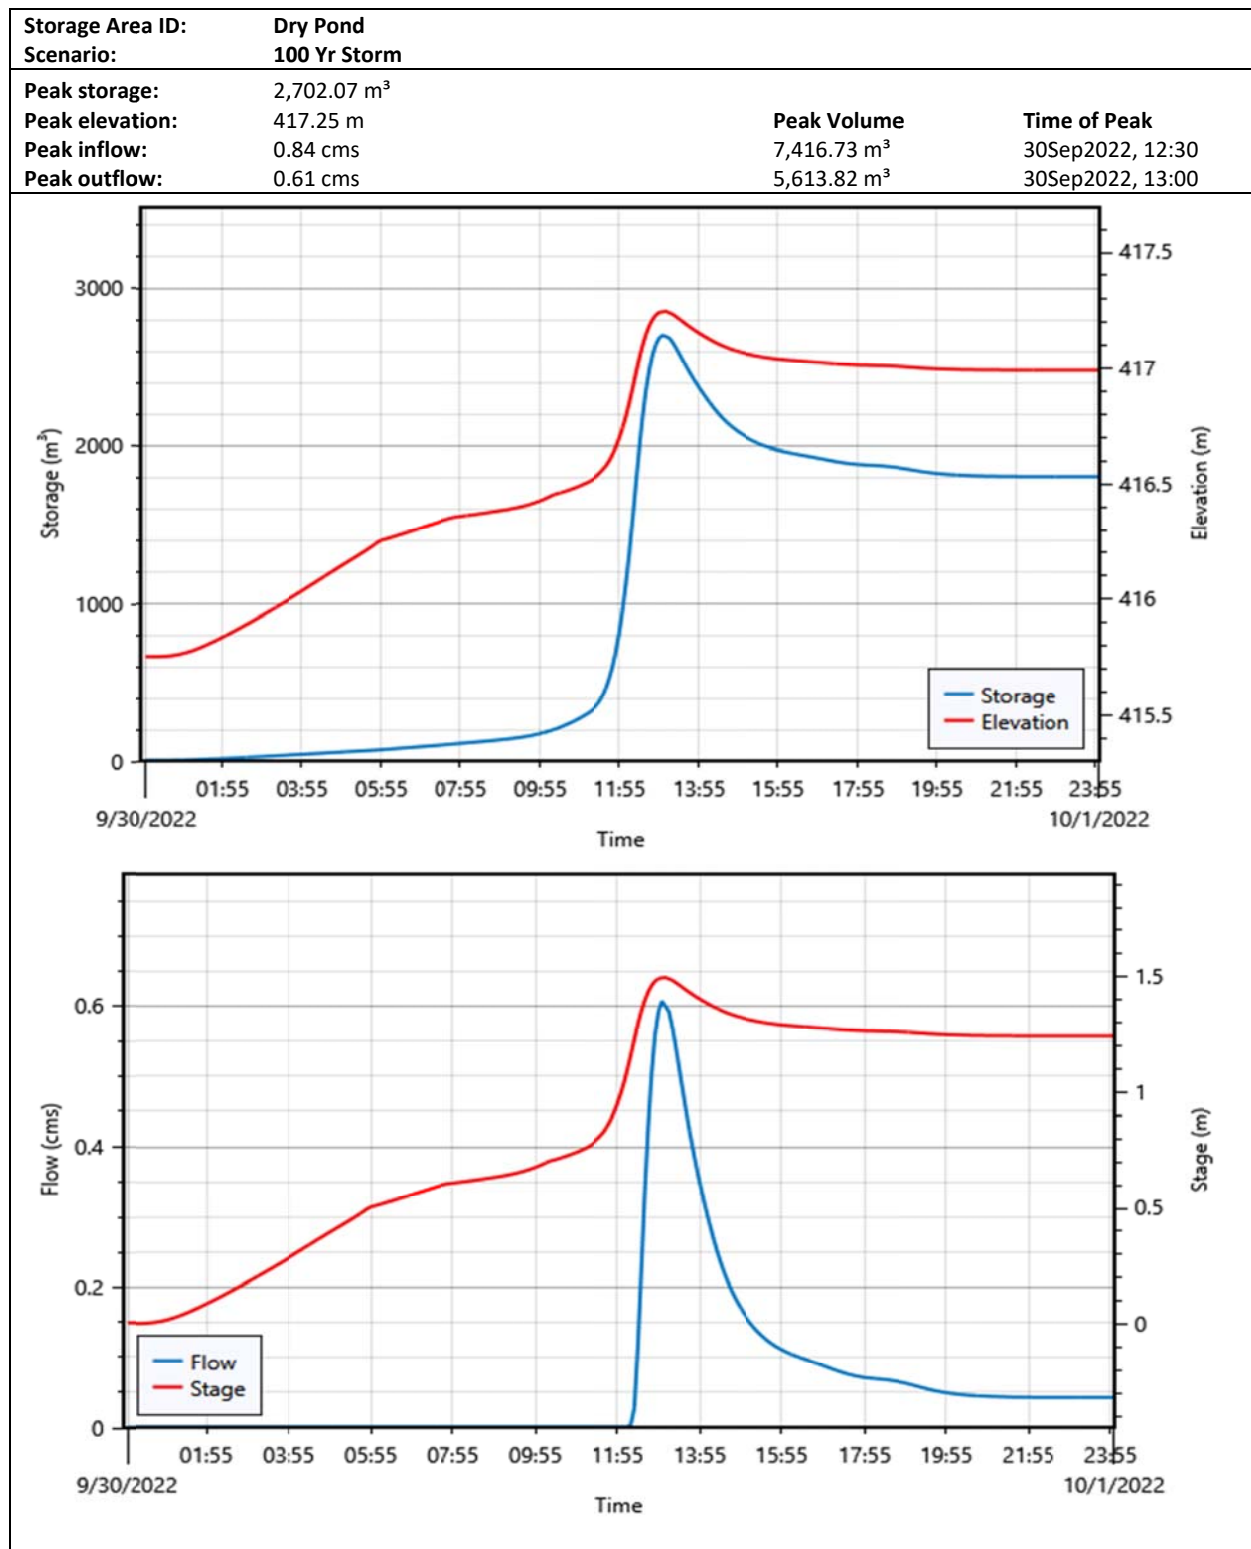 Storage Area ID: Dry Pond
Scenario: 100 Yr Storm
Peak storage: 2,702.07 m³
Peak elevation: 417.25 m Peak Volume Time of Peak
Peak inflow: 0.84 cms 7,416.73 m³ 30Sep2022, 12:30
Peak outflow: 0.61 cms 5,613.82 m³ 30Sep2022, 13:00
Storage (m³)
3000
2000
1000
0
417.5
417
416.5
416
415.5
Elevation (m)
Storage
Elevation
01:55 03:55 05:55 07:55 09:55 11:55 13:55 15:55 17:55 19:55 21:55 23:55
9/30/2022 10/1/2022
Time
Flow (cms)
0.6
0.4
0.2
0
1.5
1
0.5
0
Stage (m)
Flow
Stage
01:55 03:55 05:55 07:55 09:55 11:55 13:55 15:55 17:55 19:55 21:55 23:55
9/30/2022 10/1/2022
Time